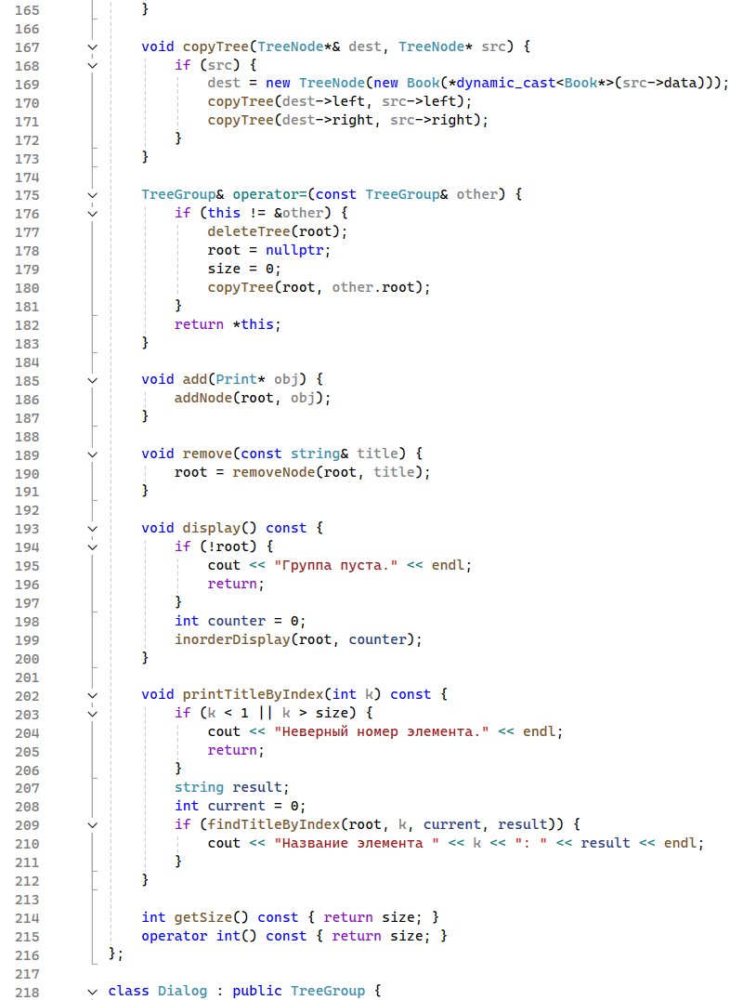 165 }
166
167 void copyTree(TreeNode*& dest, TreeNode* src) {
168 if (src) {
169 dest = new TreeNode(new Book(*dynamic_cast<Book*>(src->data)));
170 copyTree(dest->left, src->left);
171 copyTree(dest->right, src->right);
172 }
173 }
174
175 TreeGroup& operator=(const TreeGroup& other) {
176 if (this != &other) {
177 deleteTree(root);
178 root = nullptr;
179 size = 0;
180 copyTree(root, other.root);
181 }
182 return *this;
183 }
184
185 void add(Print* obj) {
186 addNode(root, obj);
187 }
188
189 void remove(const string& title) {
190 root = removeNode(root, title);
191 }
192
193 void display() const {
194 if (!root) {
195 cout << "Группа пуста." << endl;
196 return;
197 }
198 int counter = 0;
199 inorderDisplay(root, counter);
200 }
201
202 void printTitleByIndex(int k) const {
203 if (k < 1 || k > size) {
204 cout << "Неверный номер элемента." << endl;
205 return;
206 }
207 string result;
208 int current = 0;
209 if (findTitleByIndex(root, k, current, result)) {
210 cout << "Название элемента " << k << ": " << result << endl;
211 }
212 }
213
214 int getSize() const { return size; }
215 operator int() const { return size; }
216 };
217
218 class Dialog : public TreeGroup {